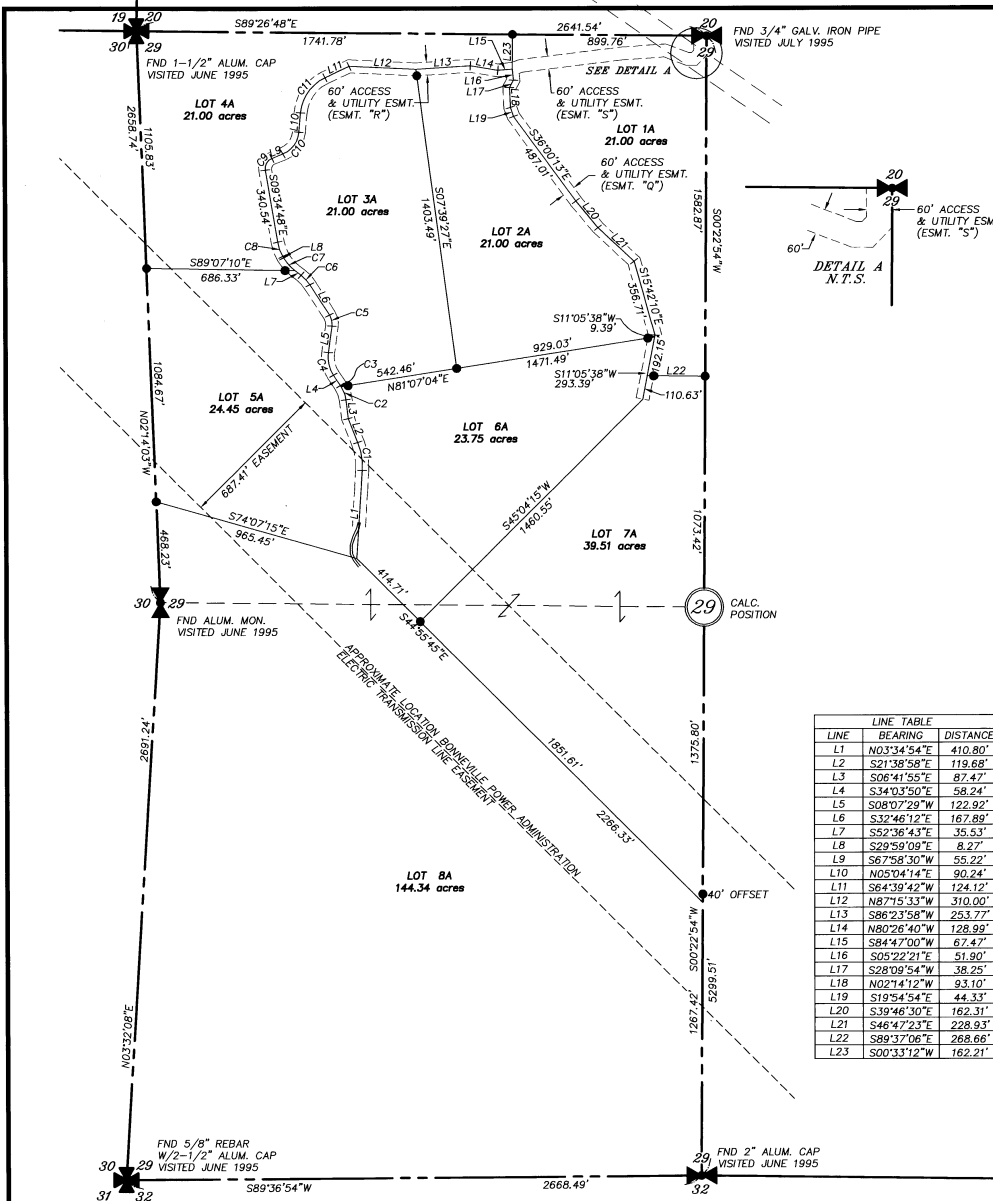 19 20
30 29
S89°26'48"E
2641.54'
1741.78'
899.76'
20
29
FND 3/4" GALV. IRON PIPE
VISITED JULY 1995
FND 1-1/2" ALUM. CAP
VISITED JUNE 1995
L15
L23
L11
L12
L13
L14
L16
L17
L18
L19
SEE DETAIL A
60' ACCESS
& UTILITY ESMT.
(ESMT. "R")
60' ACCESS
& UTILITY ESMT.
(ESMT. "S")
LOT 4A
21.00 acres
C11
L10
C10
L9
C9
LOT 1A
21.00 acres
2658.74'
1105.83'
S36°00'13"E
487.01'
60' ACCESS
& UTILITY ESMT.
(ESMT. "Q")
S09°34'48"E
340.54'
LOT 3A
21.00 acres
S07°39'27"E
1403.49'
LOT 2A
21.00 acres
L20
L21
1582.87'
S00°22'54"W
20
29
60' ACCESS
& UTILITY ESM
(ESMT. "S")
60'
DETAIL A
N.T.S.
C8
L8
C7
C6
L7
S89°07'10"E
686.33'
L6
C5
L5
C4
L4
C3
C2
S15°42'10"E
356.71'
S11°05'38"W
9.39'
192.15'
929.03'
1471.49'
542.46'
N81°07'04"E
S11°05'38"W
293.39'
L22
110.63'
1084.67'
LOT 5A
24.45 acres
L3
L2
C1
L1
LOT 6A
23.75 acres
687.41' EASEMENT
N02°14'03"W
S74°07'15"E
965.45'
468.23'
S45°04'15"W
1460.55'
LOT 7A
39.51 acres
1073.42'
414.71'
S44°55'45"E
30 29
FND ALUM. MON.
VISITED JUNE 1995
29
CALC.
POSITION
APPROXIMATE LOCATION BONNEVILLE POWER ADMINISTRATION
ELECTRIC TRANSMISSION LINE EASEMENT
2691.24'
1851.61'
2266.33'
1375.80'
LOT 8A
144.34 acres
40' OFFSET
S00°22'54"W
5299.51'
1267.42'
N03°32'08"E
LINE TABLE
LINE BEARING DISTANCE
L1 N03°34'54"E 410.80'
L2 S21°38'58"E 119.68'
L3 S06°41'55"E 87.47'
L4 S34°03'50"E 58.24'
L5 S08°07'29"W 122.92'
L6 S32°46'12"E 167.89'
L7 S52°36'43"E 35.53'
L8 S29°59'09"E 8.27'
L9 S67°58'30"W 55.22'
L10 N05°04'14"E 90.24'
L11 S64°39'42"W 124.12'
L12 N87°15'33"W 310.00'
L13 S86°23'58"W 253.77'
L14 N80°26'40"W 128.99'
L15 S84°47'00"W 67.47'
L16 S05°22'21"E 51.90'
L17 S28°09'54"W 38.25'
L18 N02°14'12"W 93.10'
L19 S19°54'54"E 44.33'
L20 S39°46'30"E 162.31'
L21 S46°47'23"E 228.93'
L22 S89°37'06"E 268.66'
L23 S00°33'12"W 162.21'
FND 5/8" REBAR
W/2-1/2" ALUM. CAP
VISITED JUNE 1995
30 29
31 32
S89°36'54"W
2668.49'
29
32
FND 2" ALUM. CAP
VISITED JUNE 1995